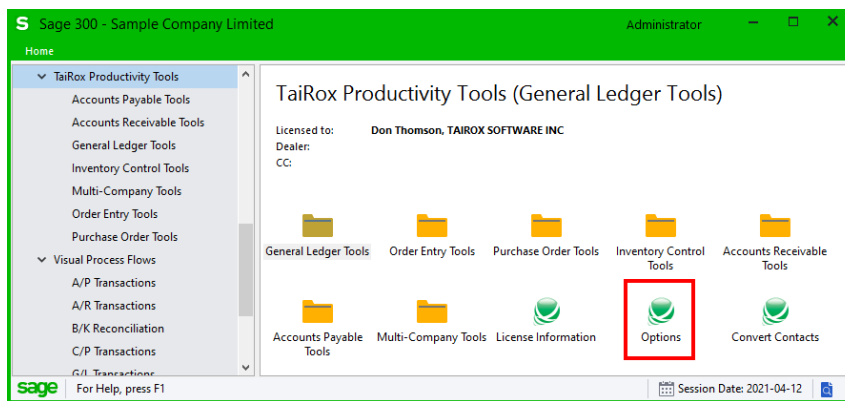 S Sage 300 - Sample Company Limited
Administrator
Home
TaiRox Productivity Tools
Accounts Payable Tools
Accounts Receivable Tools
General Ledger Tools
Inventory Control Tools
Multi-Company Tools
Order Entry Tools
Purchase Order Tools
Visual Process Flows
A/P Transactions
A/R Transactions
B/K Reconciliation
C/P Transactions
G/L Transactions
TaiRox Productivity Tools (General Ledger Tools)
Licensed to: Don Thomson, TAIROX SOFTWARE INC
Dealer:
CC:
General Ledger Tools
Order Entry Tools
Purchase Order Tools
Inventory Control
Tools
Accounts Receivable
Tools
Accounts Payable
Tools
Multi-Company Tools
License Information
Options
Convert Contacts
sage For Help, press F1
Session Date: 2021-04-12